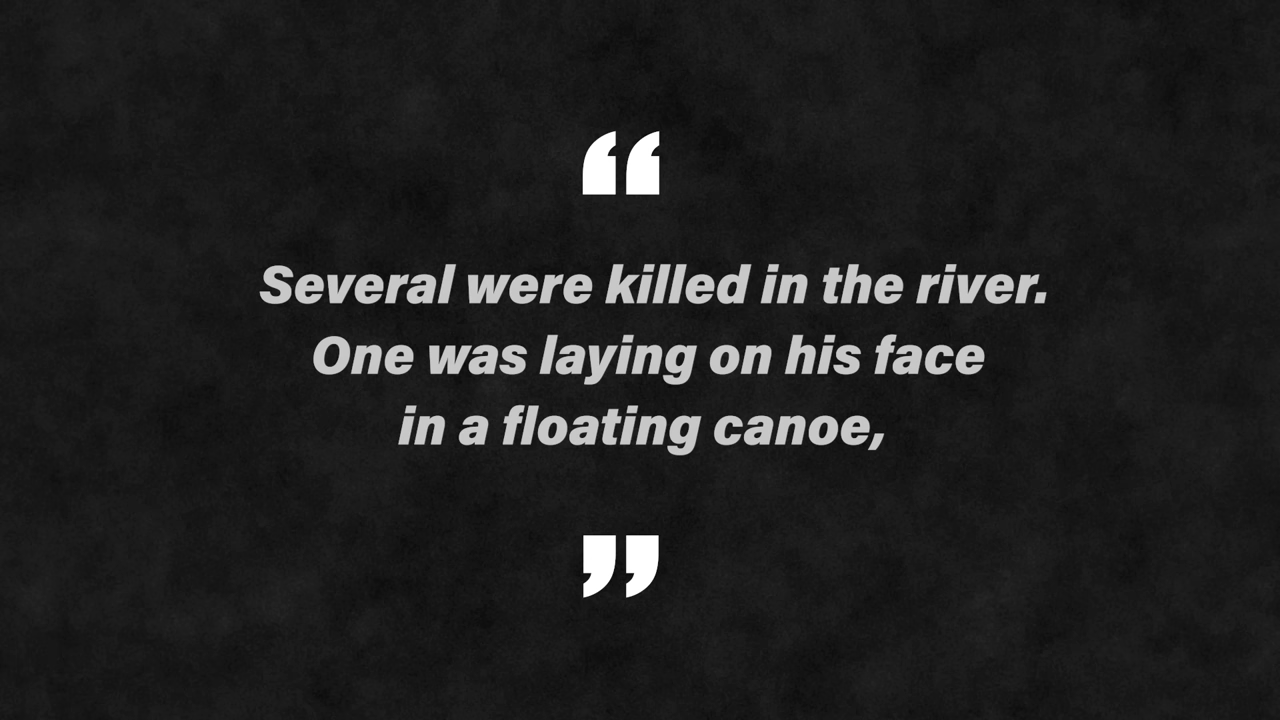 “
Several were killed in the river.
One was laying on his face
in a floating canoe,
”